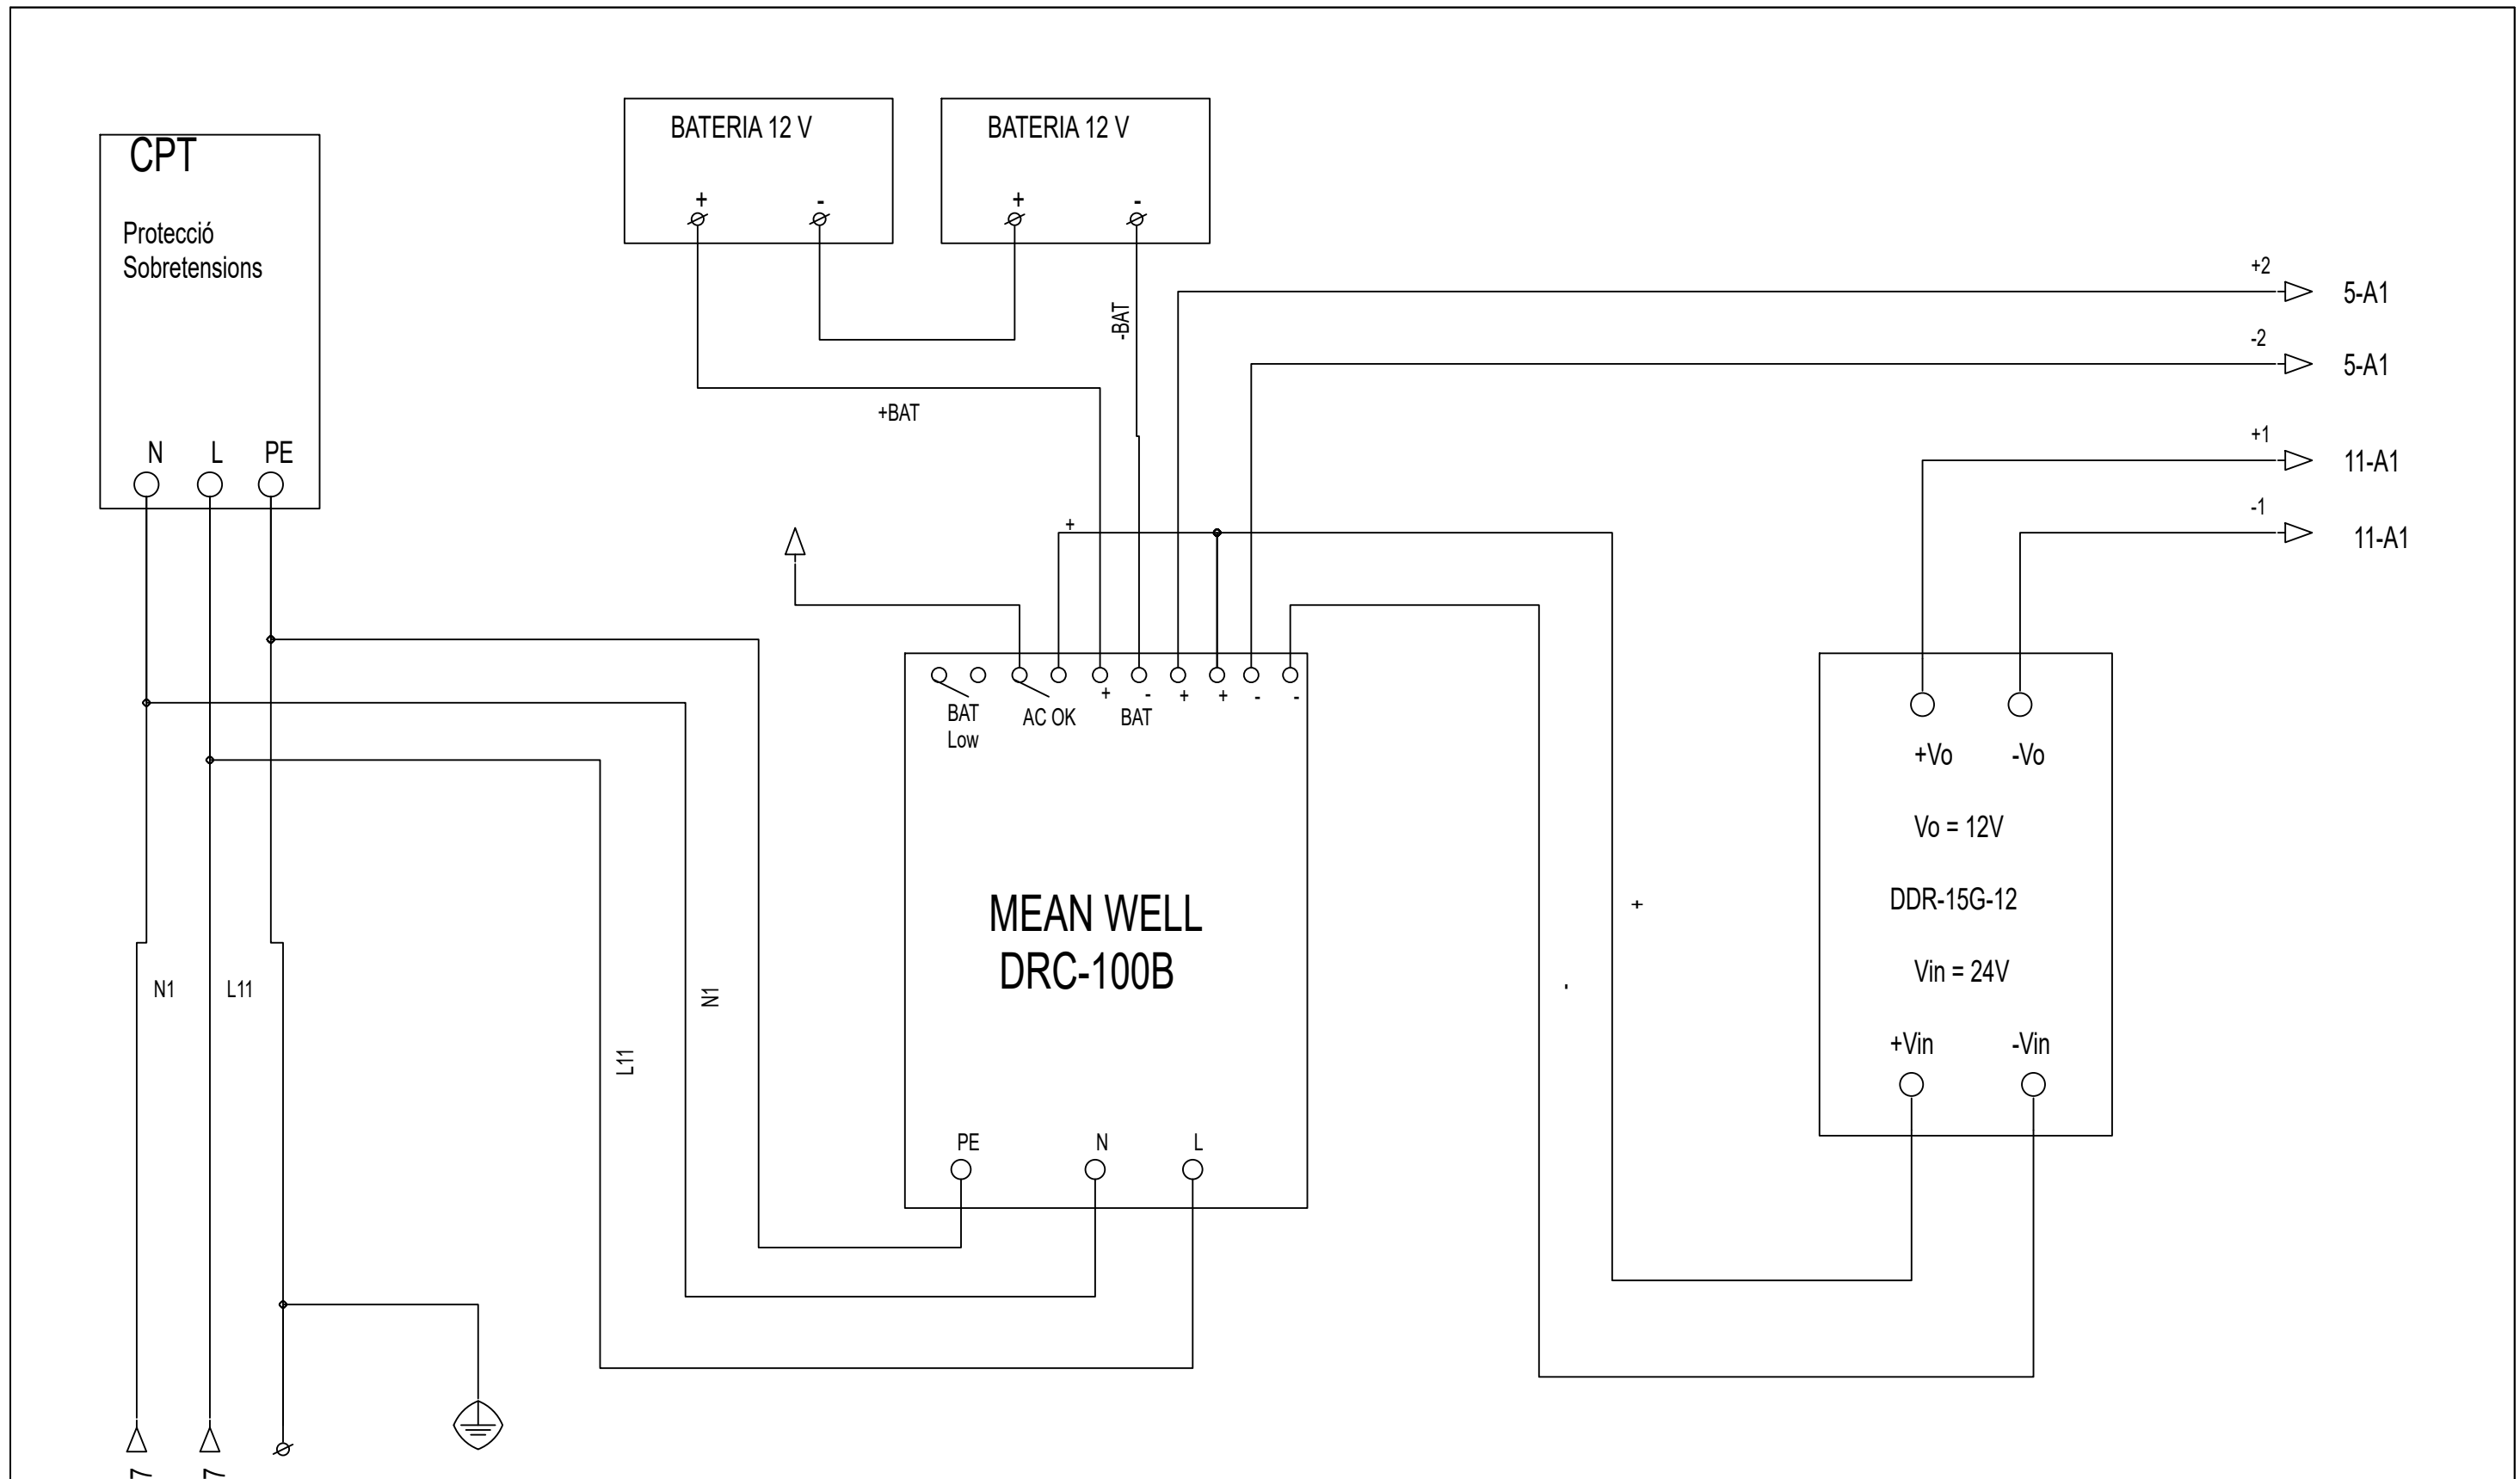 BATERIA 12 V
BATERIA 12 V
CPT
+
-
+
-
Protecció
Sobretensions
+2
5-A1
-BAT
-2
5-A1
+BAT
+1
11-A1
N
L
PE
-1
11-A1
+
+
-
+
+
-
-
BAT
Low
AC OK
BAT
+Vo
-Vo
Vo = 12V
MEAN WELL
DRC-100B
DDR-15G-12
+
-
Vin = 24V
N1
L11
N1
L11
+Vin
-Vin
PE
N
L
7
7